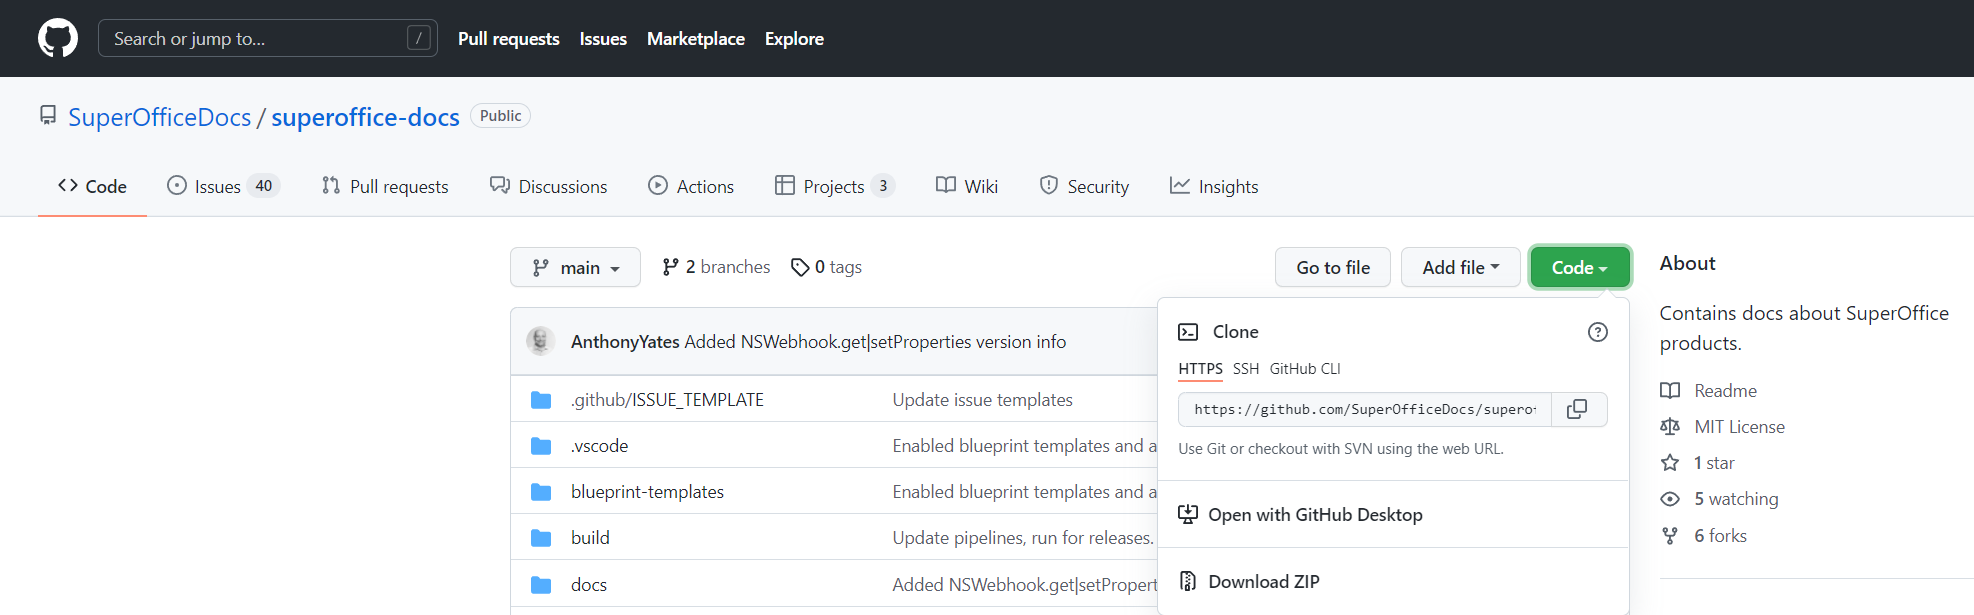 Search or jump to... /
Pull requests Issues Marketplace Explore
SuperOfficeDocs / superoffice-docs Public
Code Issues 40 Pull requests Discussions Actions Projects 3 Wiki Security Insights
main 2 branches 0 tags Go to file Add file Code
AnthonyYates Added NSWebhook.get|setProperties version info
.github/ISSUE_TEMPLATE Update issue templates
.vscode Enabled blueprint templates and a
blueprint-templates Enabled blueprint templates and a
build Update pipelines, run for releases.
docs Added NSWebhook.get|setPropert
Clone
HTTPS SSH GitHub CLI
https://github.com/SuperOfficeDocs/supero
Use Git or checkout with SVN using the web URL.
Open with GitHub Desktop
Download ZIP
About
Contains docs about SuperOffice
products.
Readme
MIT License
1 star
5 watching
6 forks